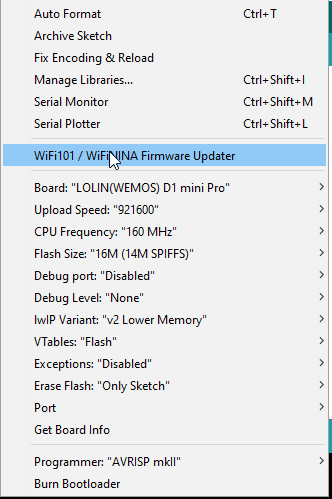 Auto Format Ctrl+T
Archive Sketch
Fix Encoding & Reload
Manage Libraries... Ctrl+Shift+I
Serial Monitor Ctrl+Shift+M
Serial Plotter Ctrl+Shift+L
WiFi101 / WiFiNINA Firmware Updater
Board: "LOLIN(WEMOS) D1 mini Pro"
Upload Speed: "921600"
CPU Frequency: "160 MHz"
Flash Size: "16M (14M SPIFFS)"
Debug port: "Disabled"
Debug Level: "None"
IwIP Variant: "v2 Lower Memory"
VTables: "Flash"
Exceptions: "Disabled"
Erase Flash: "Only Sketch"
Port
Get Board Info
Programmer: "AVRISP mkII"
Burn Bootloader